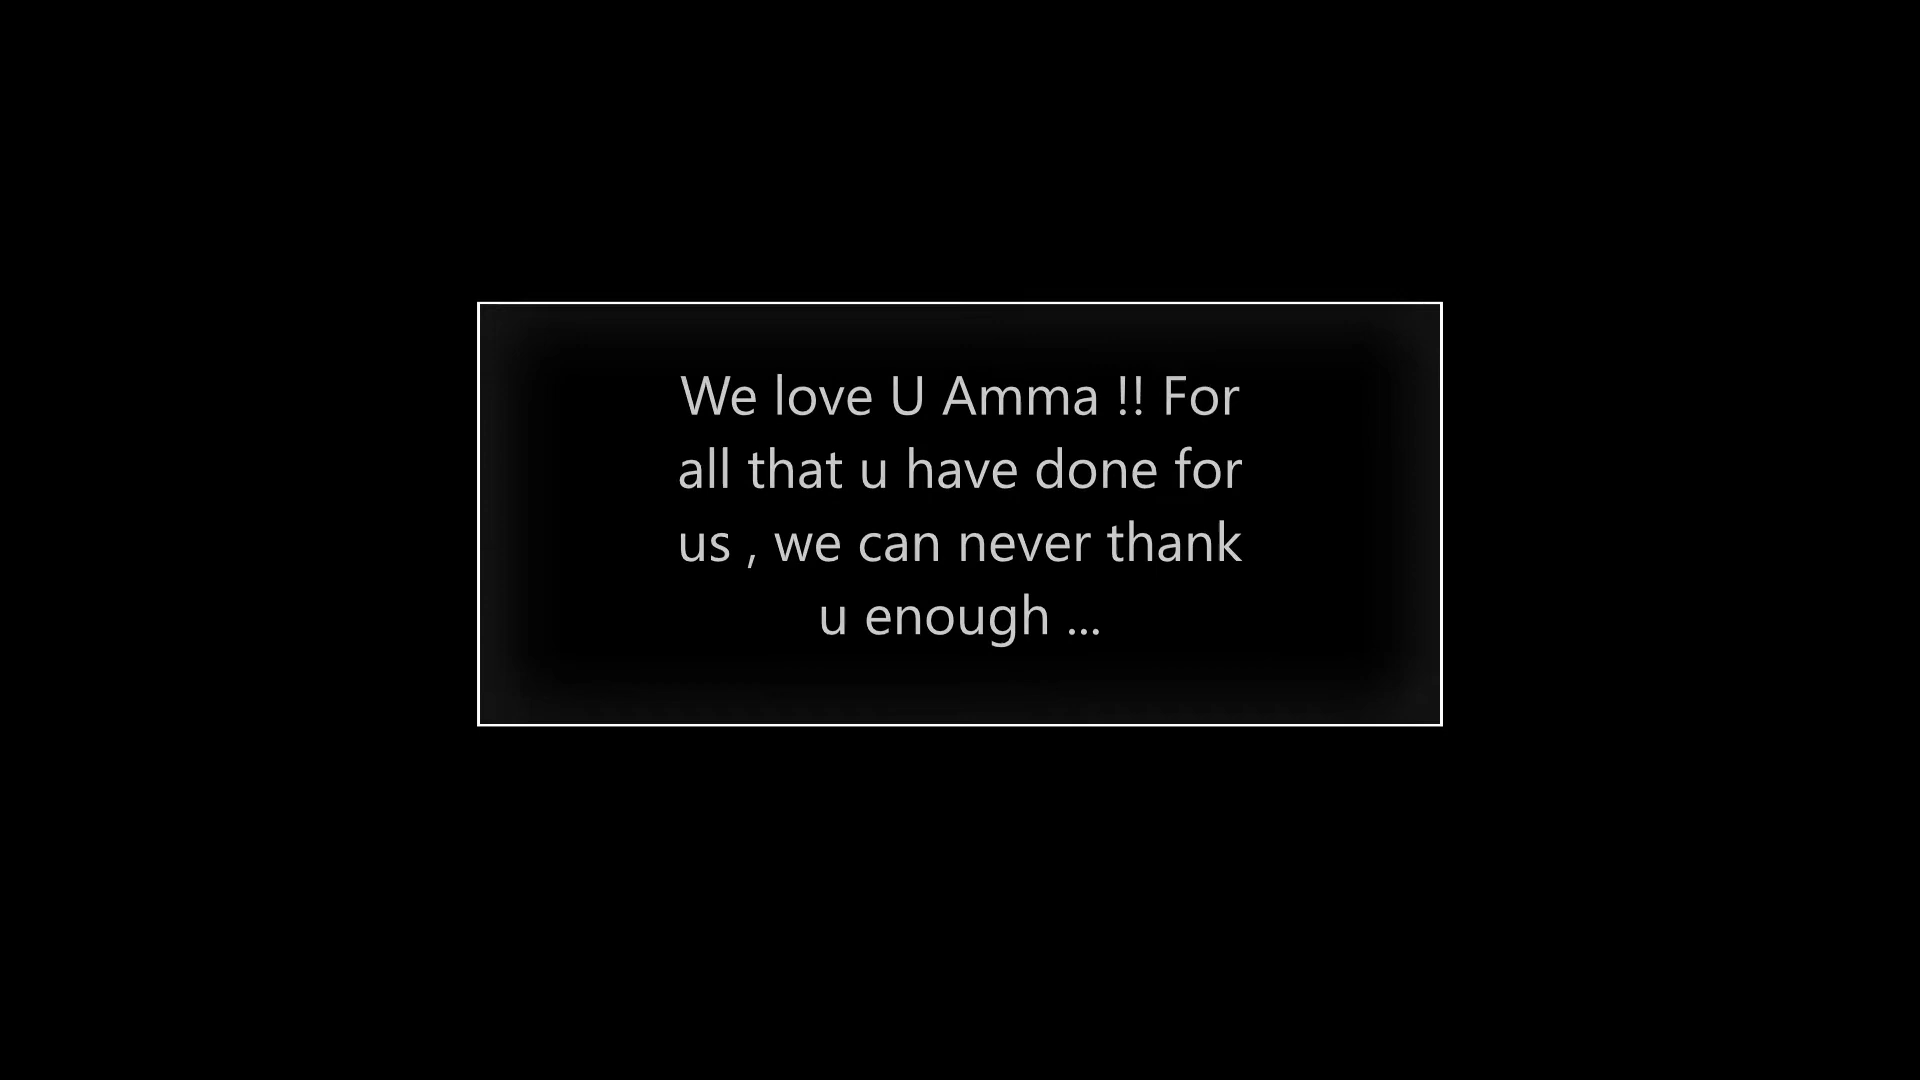 We love U Amma !! For
all that u have done for
us , we can never thank
u enough ...